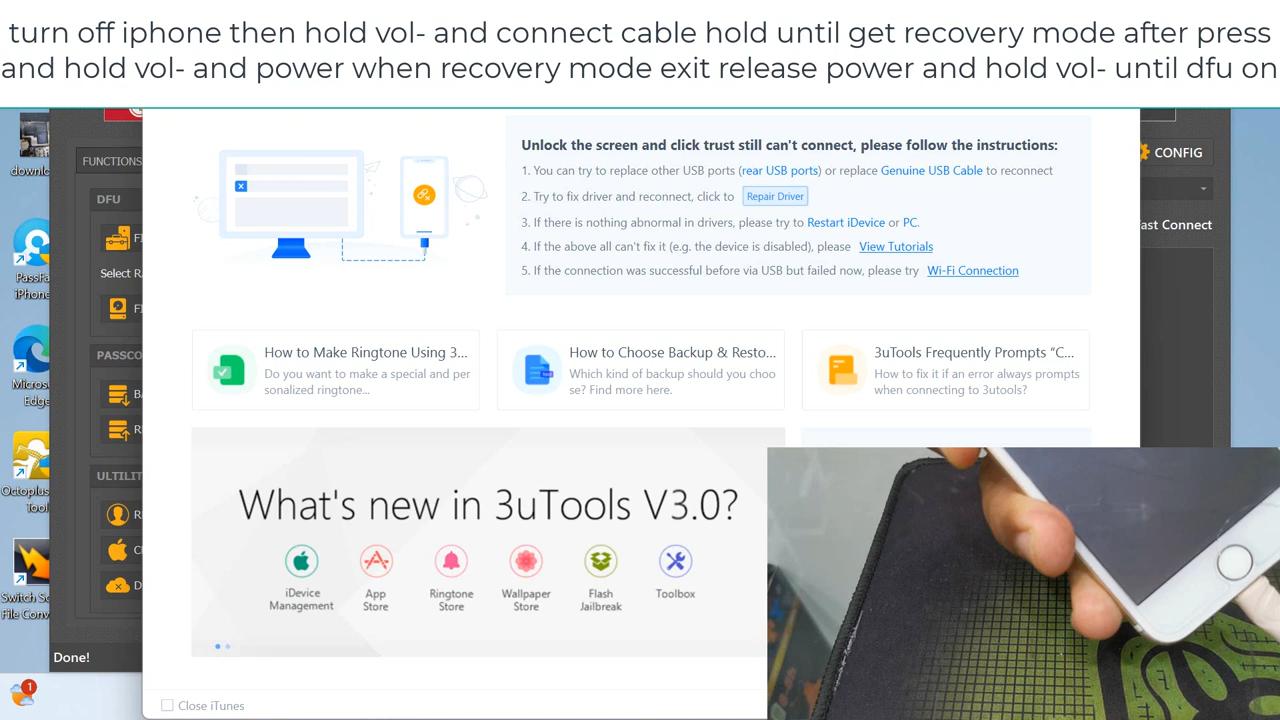 turn off iphone then hold vol- and connect cable hold until get recovery mode after press
and hold vol- and power when recovery mode exit release power and hold vol- until dfu on
downlo
FUNCTIONS
CONFIG
DFU
Unlock the screen and click trust still can't connect, please follow the instructions:
1. You can try to replace other USB ports (rear USB ports) or replace Genuine USB Cable to reconnect
2. Try to fix driver and reconnect, click to Repair Driver
3. If there is nothing abnormal in drivers, please try to Restart iDevice or PC.
4. If the above all can't fix it (e.g. the device is disabled), please View Tutorials
5. If the connection was successful before via USB but failed now, please try Wi-Fi Connection
ast Connect
Select R
PassFa
iPhone
PASSCO
How to Make Ringtone Using 3...
Do you want to make a special and per
sonalized ringtone...
How to Choose Backup & Resto...
Which kind of backup should you choo
se? Find more here.
3uTools Frequently Prompts “C...
How to fix it if an error always prompts
when connecting to 3utools?
Micros
Edge
ULTILIT
Octoplus
Tool
What's new in 3uTools V3.0?
iDevice
Management
App
Store
Ringtone
Store
Wallpaper
Store
Flash
Jailbreak
Toolbox
Switch So
File Conv
Done!
1
Close iTunes